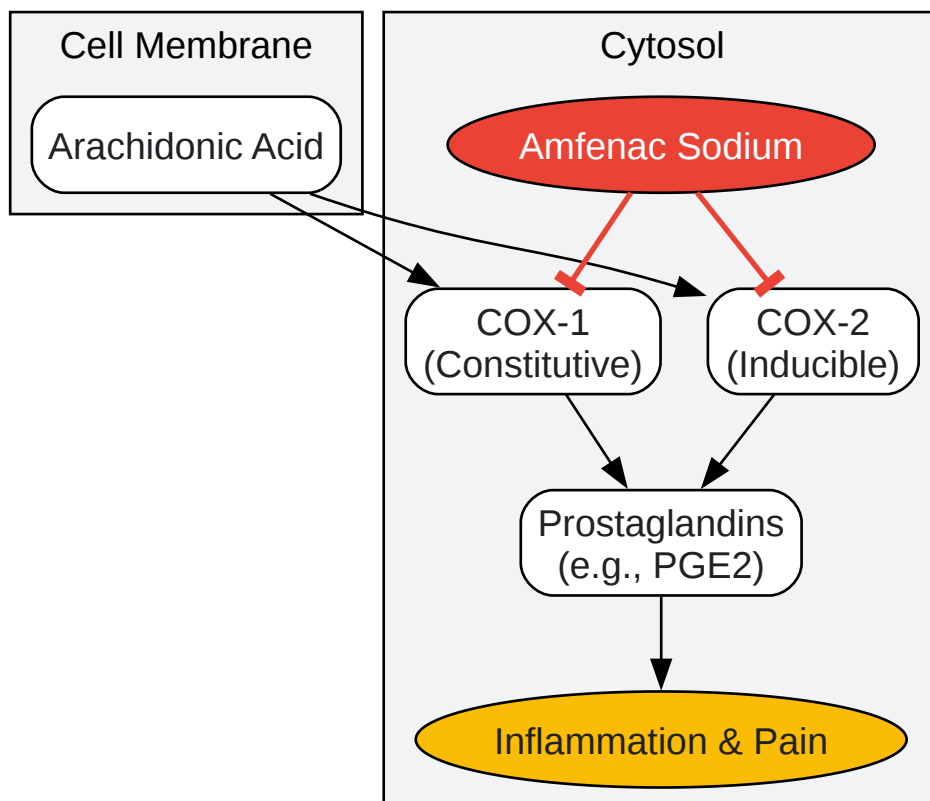 Cell Membrane
Arachidonic Acid
Cytosol
Amfenac Sodium
COX-1
(Constitutive)
COX-2
(Inducible)
Prostaglandins
(e.g., PGE2)
Inflammation & Pain